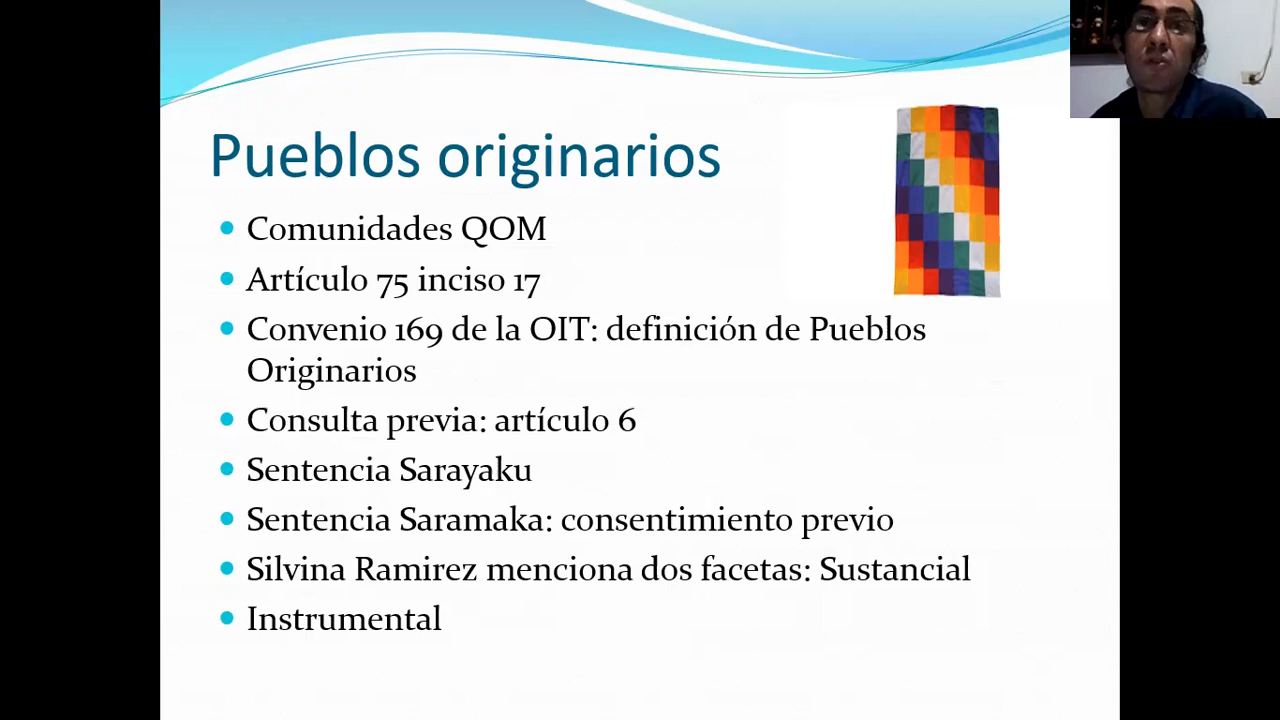 Pueblos originarios
Comunidades QOM
Artículo 75 inciso 17
Convenio 169 de la OIT: definición de Pueblos
Originarios
Consulta previa: artículo 6
Sentencia Sarayaku
Sentencia Saramaka: consentimiento previo
Silvina Ramirez menciona dos facetas: Sustancial
Instrumental